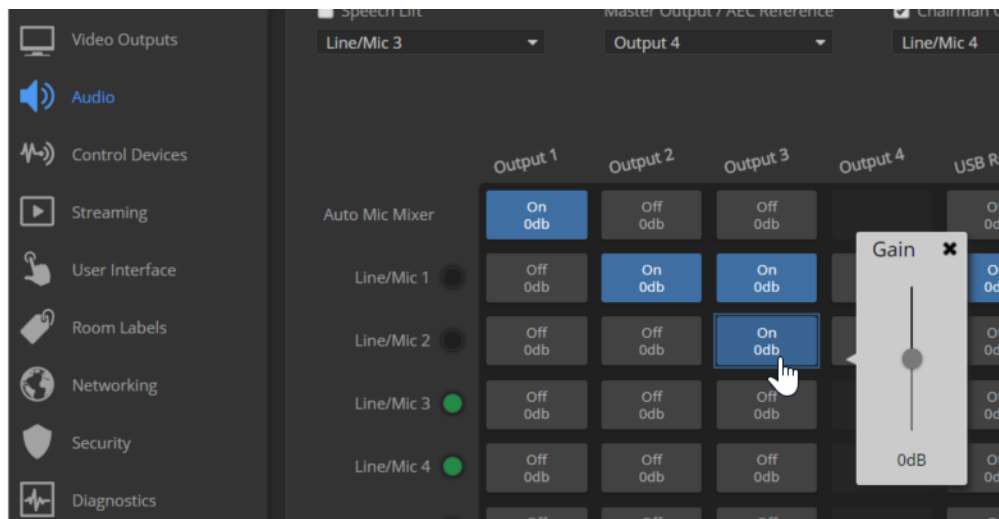 Speech Lift
Master Output / AEC Reference
Chairman
Video Outputs
Line/Mic 3
Output 4
Line/Mic 4
Audio
Control Devices
Output 1
Output 2
Output 3
Output 4
USB R
Streaming
Auto Mic Mixer
On
0db
Off
0db
Off
0db
User Interface
Line/Mic 1
Off
0db
On
0db
On
0db
Gain
Room Labels
Line/Mic 2
Off
0db
Off
0db
On
0db
Networking
Line/Mic 3
Off
0db
Off
0db
Off
0db
Security
Line/Mic 4
Off
0db
Off
0db
Off
0db
0dB
Diagnostics